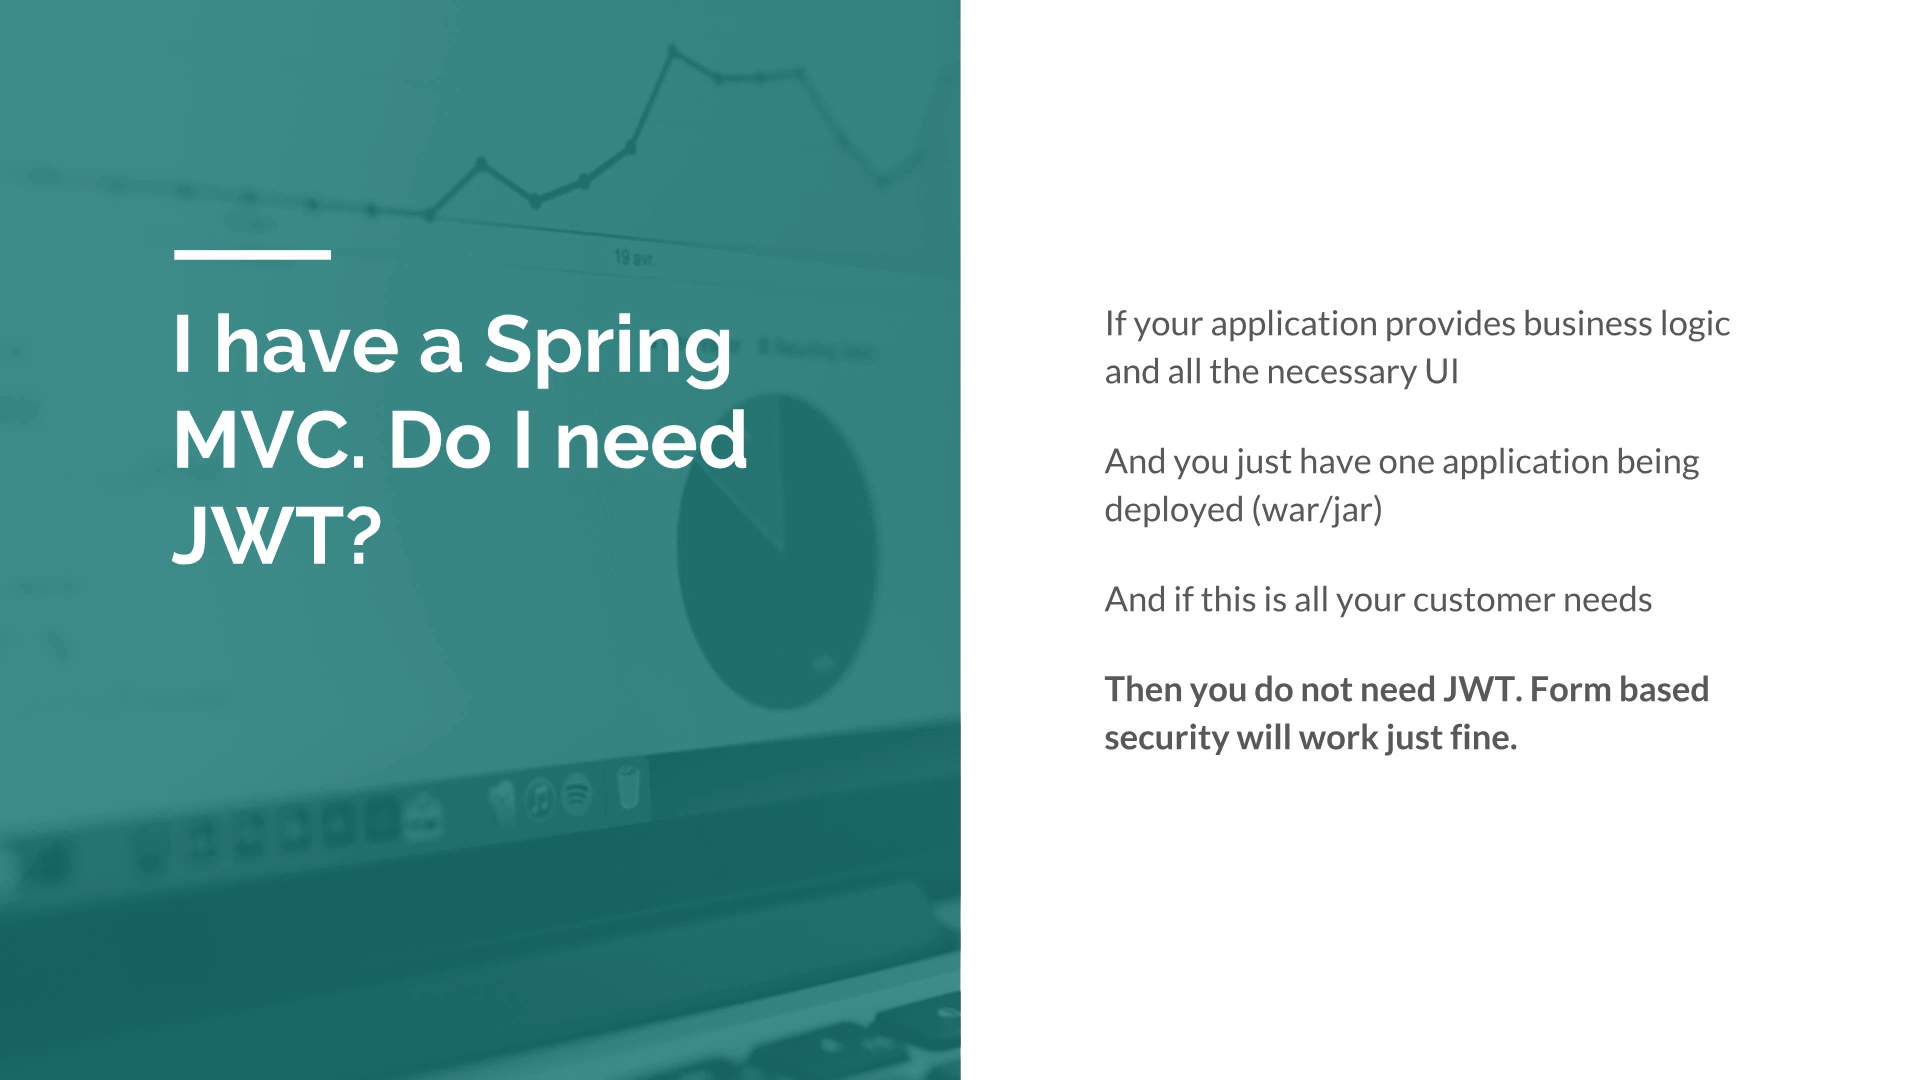 19 avr.
I have a Spring
MVC. Do I need
JWT?
If your application provides business logic
and all the necessary UI
And you just have one application being
deployed (war/jar)
And if this is all your customer needs
Then you do not need JWT. Form based
security will work just fine.